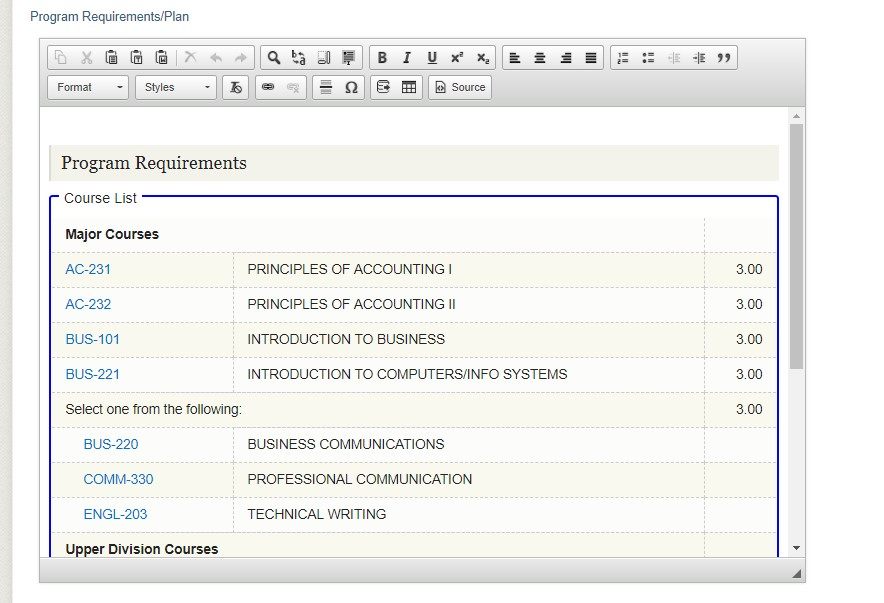 Program Requirements/Plan
B I U x² x₂
Format Styles Ω Source
Program Requirements
Course List
Major Courses
AC-231 PRINCIPLES OF ACCOUNTING I 3.00
AC-232 PRINCIPLES OF ACCOUNTING II 3.00
BUS-101 INTRODUCTION TO BUSINESS 3.00
BUS-221 INTRODUCTION TO COMPUTERS/INFO SYSTEMS 3.00
Select one from the following: 3.00
BUS-220 BUSINESS COMMUNICATIONS
COMM-330 PROFESSIONAL COMMUNICATION
ENGL-203 TECHNICAL WRITING
Upper Division Courses